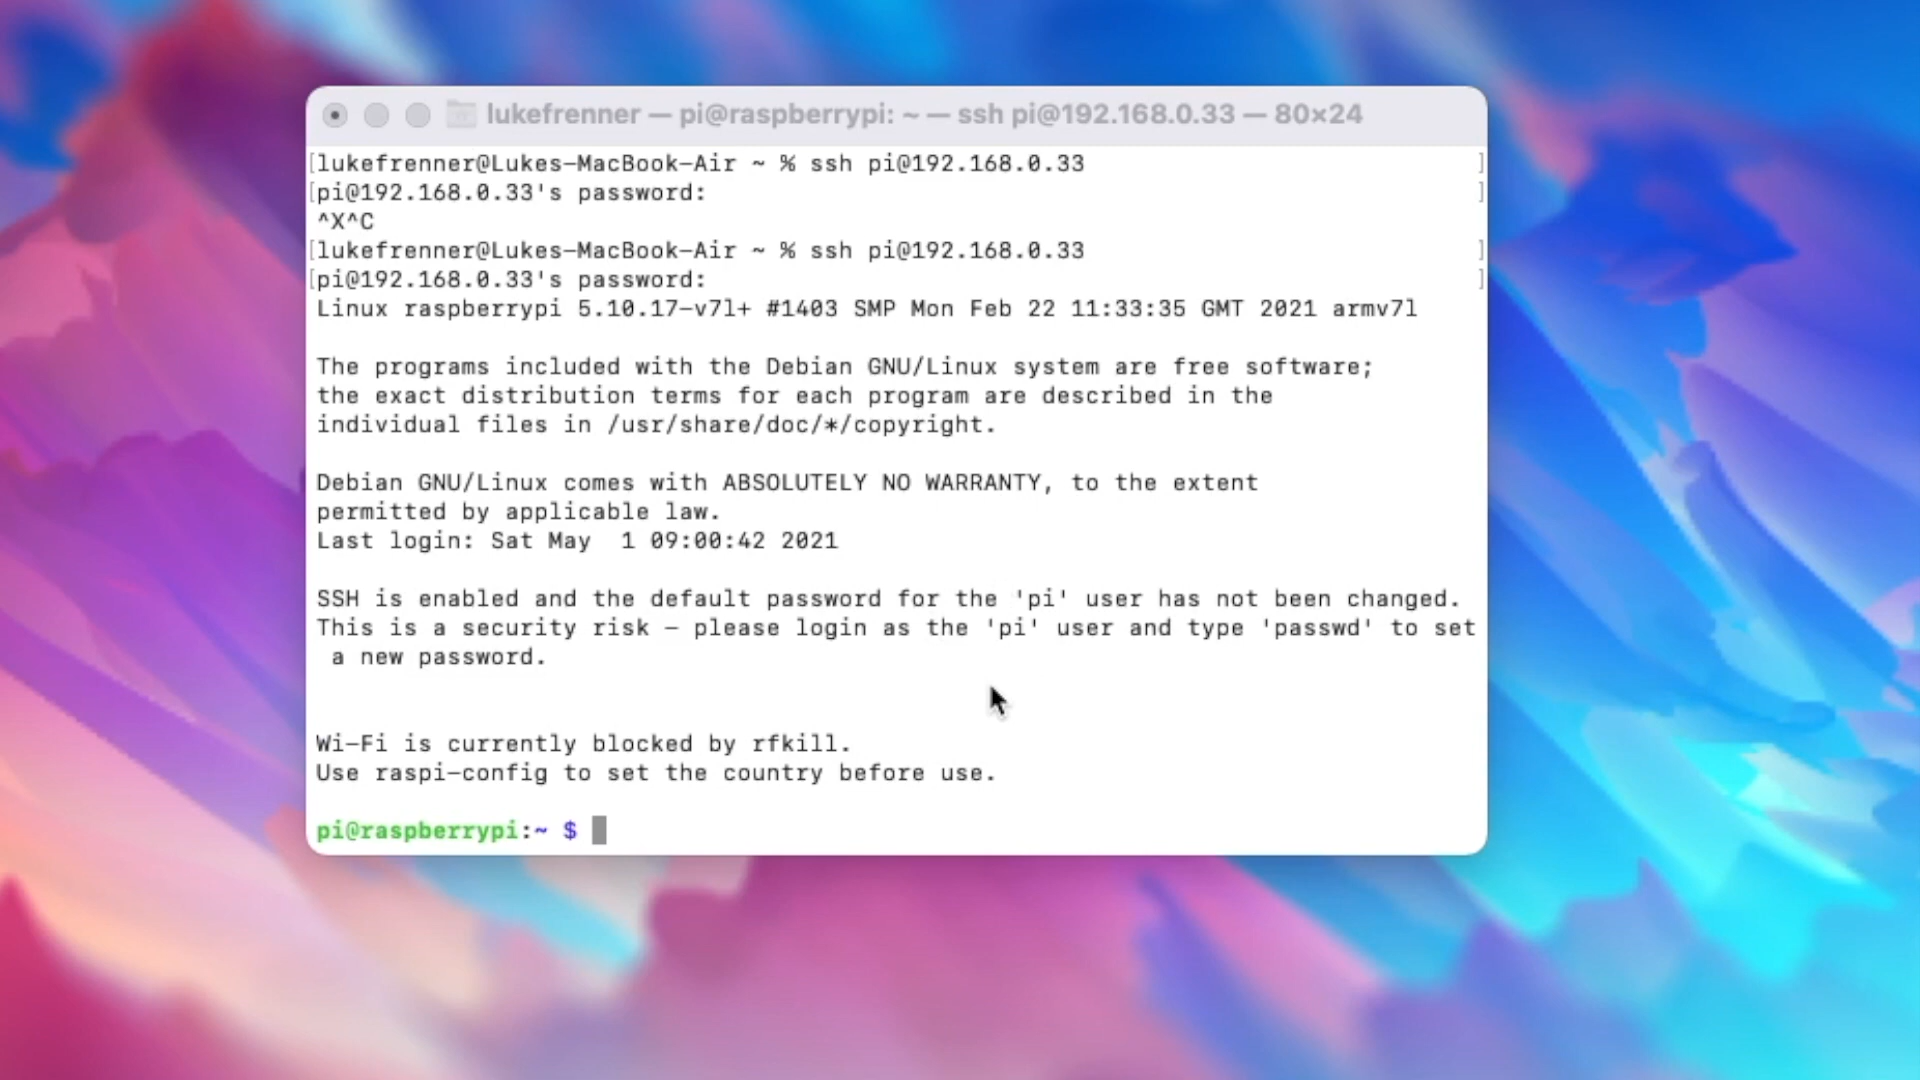 lukefrenner — pi@raspberrypi: ~ — ssh pi@192.168.0.33 — 80×24
[lukefrenner@Lukes-MacBook-Air ~ % ssh pi@192.168.0.33 ]
[pi@192.168.0.33's password: ]
^X^C
[lukefrenner@Lukes-MacBook-Air ~ % ssh pi@192.168.0.33 ]
[pi@192.168.0.33's password: ]
Linux raspberrypi 5.10.17-v7l+ #1403 SMP Mon Feb 22 11:33:35 GMT 2021 armv7l
The programs included with the Debian GNU/Linux system are free software;
the exact distribution terms for each program are described in the
individual files in /usr/share/doc/*/copyright.
Debian GNU/Linux comes with ABSOLUTELY NO WARRANTY, to the extent
permitted by applicable law.
Last login: Sat May  1 09:00:42 2021
SSH is enabled and the default password for the 'pi' user has not been changed.
This is a security risk - please login as the 'pi' user and type 'passwd' to set
 a new password.
Wi-Fi is currently blocked by rfkill.
Use raspi-config to set the country before use.
pi@raspberrypi:~ $